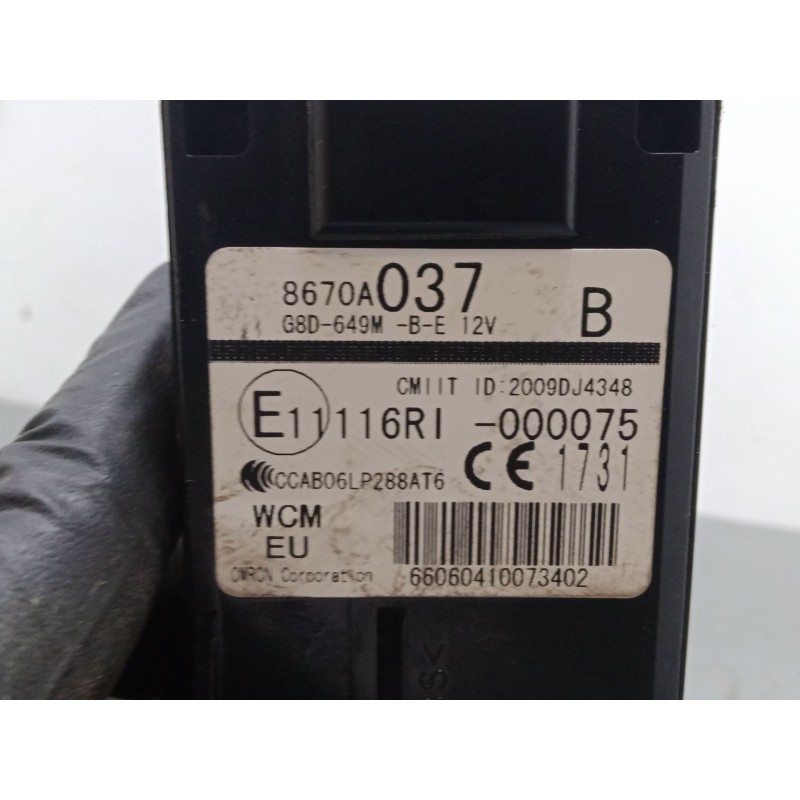 8670A037
G8D-649M -B-E 12V B
CMIIT ID:2009DJ4348
E11 116RI -000075
CCAB06LP288AT6 CE 1731
WCM
EU
OMRON Corporation 66060410073402